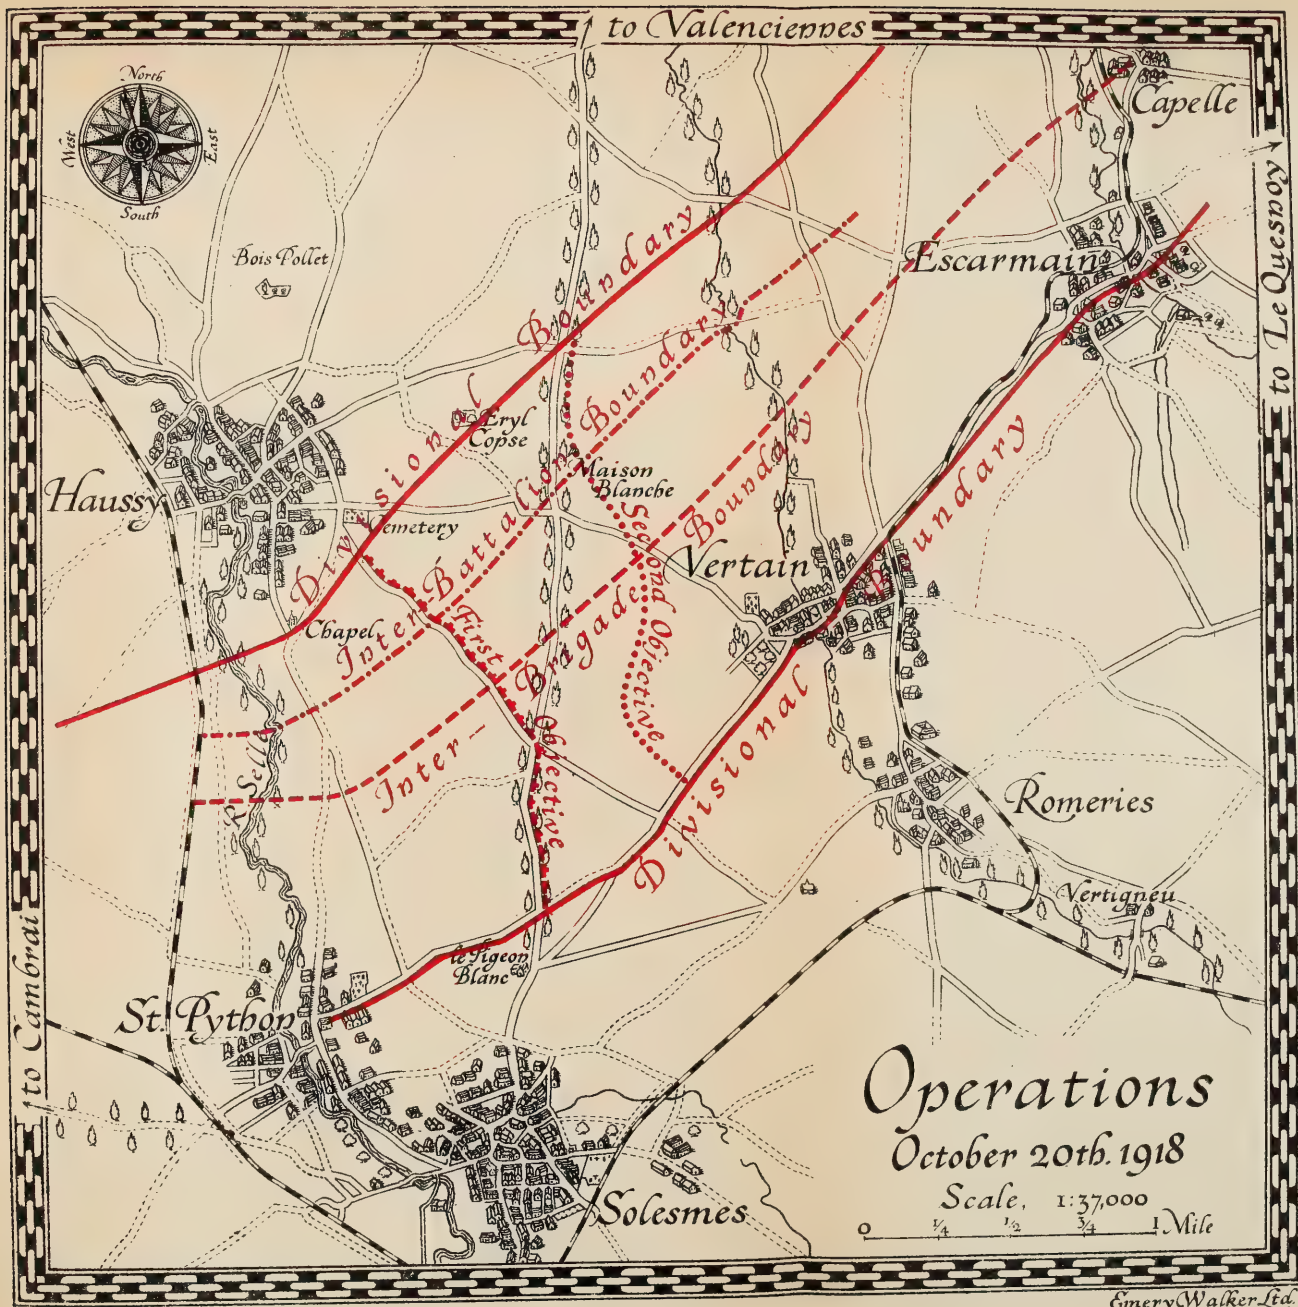 to Valenciennes
North
West
East
South
Capelle
to Le Quesnoy
Bois Pollet
Escarmain
Divisional Boundary
Eryl
Copse
Inter-Battalion Boundary
Maison
Blanche
Haussy
Cemetery
Second Objective
Vertain
Chapel
First Objective
Inter-Brigade Boundary
Divisional Boundary
R. Selle
Romeries
Vertigneu
to Cambrai
le Pigeon
Blanc
St. Python
Solesmes
Operations
October 20th. 1918
Scale, 1:37,000
0 1/4 1/2 3/4 1 Mile
Emery Walker Ltd.